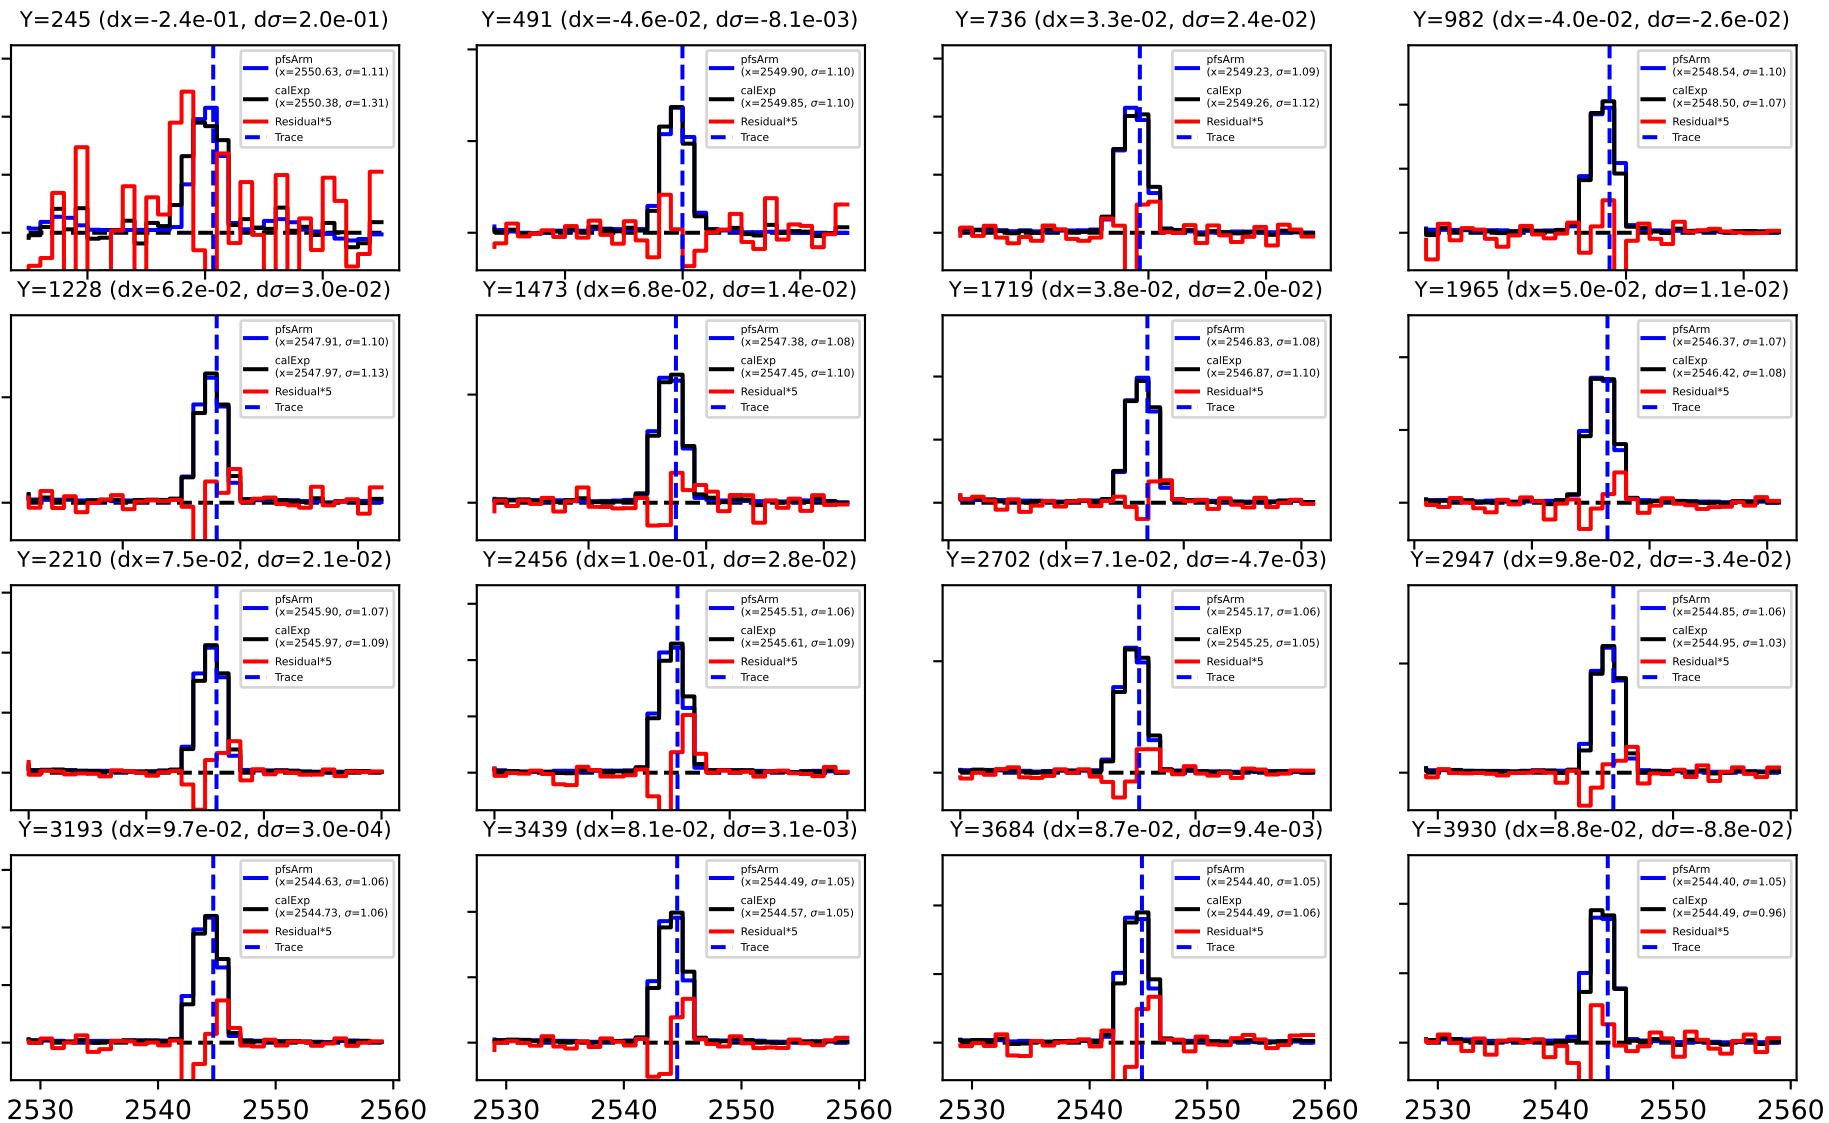 Y=245 (dx=-2.4e-01, dσ=2.0e-01)
pfsArm
(x=2550.63, σ=1.11)
calExp
(x=2550.38, σ=1.31)
Residual*5
Trace
Y=491 (dx=-4.6e-02, dσ=-8.1e-03)
pfsArm
(x=2549.90, σ=1.10)
calExp
(x=2549.85, σ=1.10)
Residual*5
Trace
Y=736 (dx=3.3e-02, dσ=2.4e-02)
pfsArm
(x=2549.23, σ=1.09)
calExp
(x=2549.26, σ=1.12)
Residual*5
Trace
Y=982 (dx=-4.0e-02, dσ=-2.6e-02)
pfsArm
(x=2548.54, σ=1.10)
calExp
(x=2548.50, σ=1.07)
Residual*5
Trace
Y=1228 (dx=6.2e-02, dσ=3.0e-02)
pfsArm
(x=2547.91, σ=1.10)
calExp
(x=2547.97, σ=1.13)
Residual*5
Trace
Y=1473 (dx=6.8e-02, dσ=1.4e-02)
pfsArm
(x=2547.38, σ=1.08)
calExp
(x=2547.45, σ=1.10)
Residual*5
Trace
Y=1719 (dx=3.8e-02, dσ=2.0e-02)
pfsArm
(x=2546.83, σ=1.08)
calExp
(x=2546.87, σ=1.10)
Residual*5
Trace
Y=1965 (dx=5.0e-02, dσ=1.1e-02)
pfsArm
(x=2546.37, σ=1.07)
calExp
(x=2546.42, σ=1.08)
Residual*5
Trace
Y=2210 (dx=7.5e-02, dσ=2.1e-02)
pfsArm
(x=2545.90, σ=1.07)
calExp
(x=2545.97, σ=1.09)
Residual*5
Trace
Y=2456 (dx=1.0e-01, dσ=2.8e-02)
pfsArm
(x=2545.51, σ=1.06)
calExp
(x=2545.61, σ=1.09)
Residual*5
Trace
Y=2702 (dx=7.1e-02, dσ=-4.7e-03)
pfsArm
(x=2545.17, σ=1.06)
calExp
(x=2545.25, σ=1.05)
Residual*5
Trace
Y=2947 (dx=9.8e-02, dσ=-3.4e-02)
pfsArm
(x=2544.85, σ=1.06)
calExp
(x=2544.95, σ=1.03)
Residual*5
Trace
Y=3193 (dx=9.7e-02, dσ=3.0e-04)
pfsArm
(x=2544.63, σ=1.06)
calExp
(x=2544.73, σ=1.06)
Residual*5
Trace
Y=3439 (dx=8.1e-02, dσ=3.1e-03)
pfsArm
(x=2544.49, σ=1.05)
calExp
(x=2544.57, σ=1.05)
Residual*5
Trace
Y=3684 (dx=8.7e-02, dσ=9.4e-03)
pfsArm
(x=2544.40, σ=1.05)
calExp
(x=2544.49, σ=1.06)
Residual*5
Trace
Y=3930 (dx=8.8e-02, dσ=-8.8e-02)
pfsArm
(x=2544.40, σ=1.05)
calExp
(x=2544.49, σ=0.96)
Residual*5
Trace
2530 2540 2550 2560
2530 2540 2550 2560
2530 2540 2550 2560
2530 2540 2550 2560